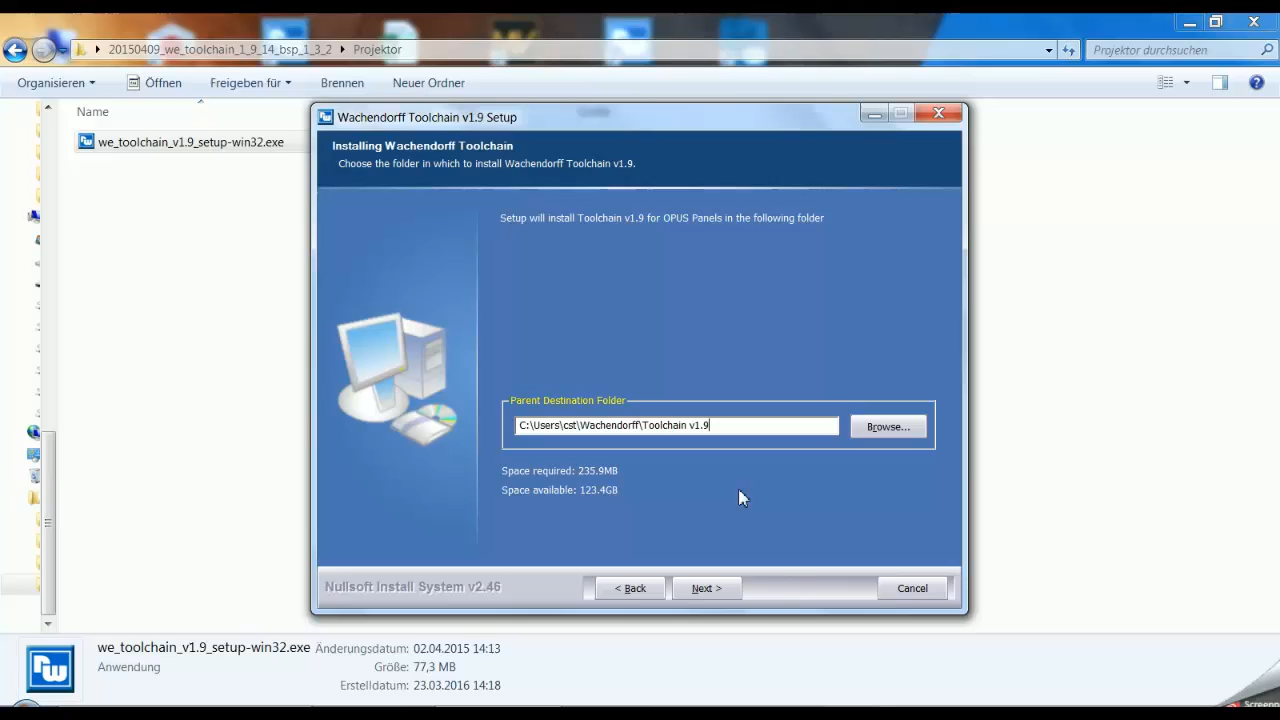 20150409_we_toolchain_1_9_14_bsp_1_3_2 Projektor
Projektor durchsuchen
Organisieren Öffnen Freigeben für Brennen Neuer Ordner
Name
we_toolchain_v1.9_setup-win32.exe
Wachendorff Toolchain v1.9 Setup
Installing Wachendorff Toolchain
Choose the folder in which to install Wachendorff Toolchain v1.9.
Setup will install Toolchain v1.9 for OPUS Panels in the following folder
Parent Destination Folder
C:\Users\cst\Wachendorff\Toolchain v1.9
Browse...
Space required: 235.9MB
Space available: 123.4GB
Nullsoft Install System v2.46
< Back Next > Cancel
we_toolchain_v1.9_setup-win32.exe Änderungsdatum: 02.04.2015 14:13
Anwendung Größe: 77,3 MB
Erstelldatum: 23.03.2016 14:18